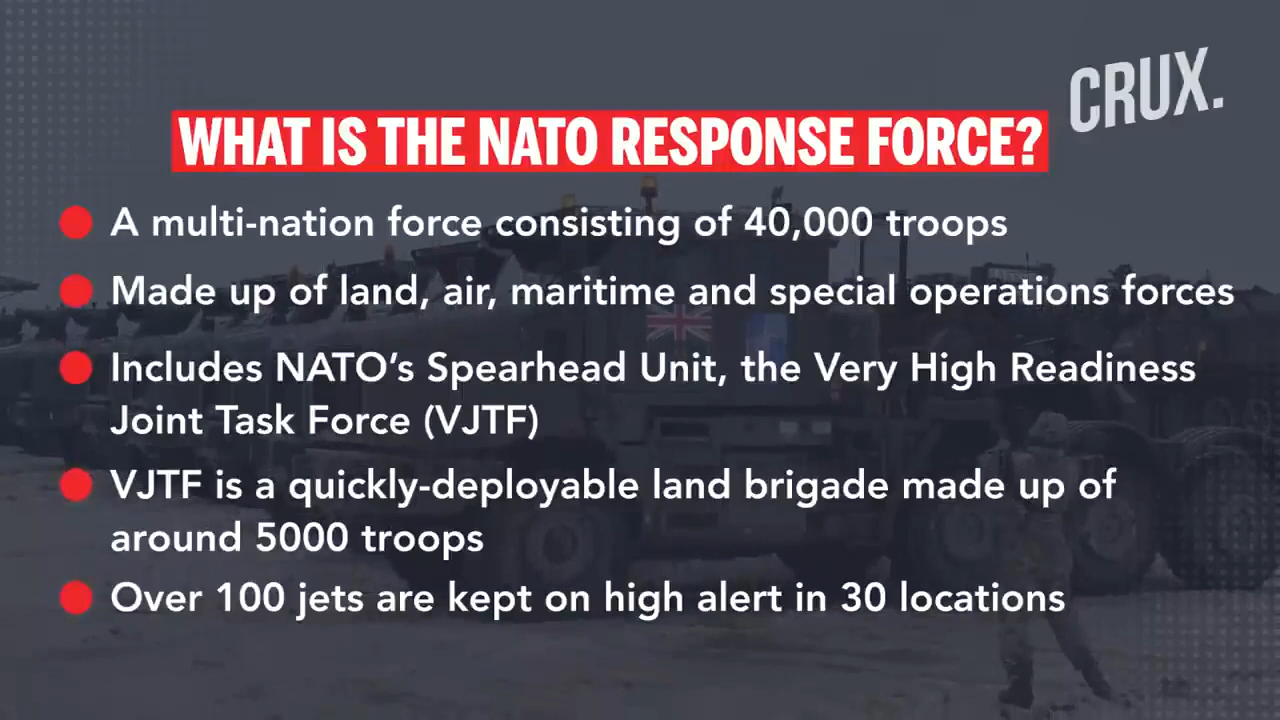 CRUX.
WHAT IS THE NATO RESPONSE FORCE?
A multi-nation force consisting of 40,000 troops
Made up of land, air, maritime and special operations forces
Includes NATO’s Spearhead Unit, the Very High Readiness
Joint Task Force (VJTF)
VJTF is a quickly-deployable land brigade made up of
around 5000 troops
Over 100 jets are kept on high alert in 30 locations